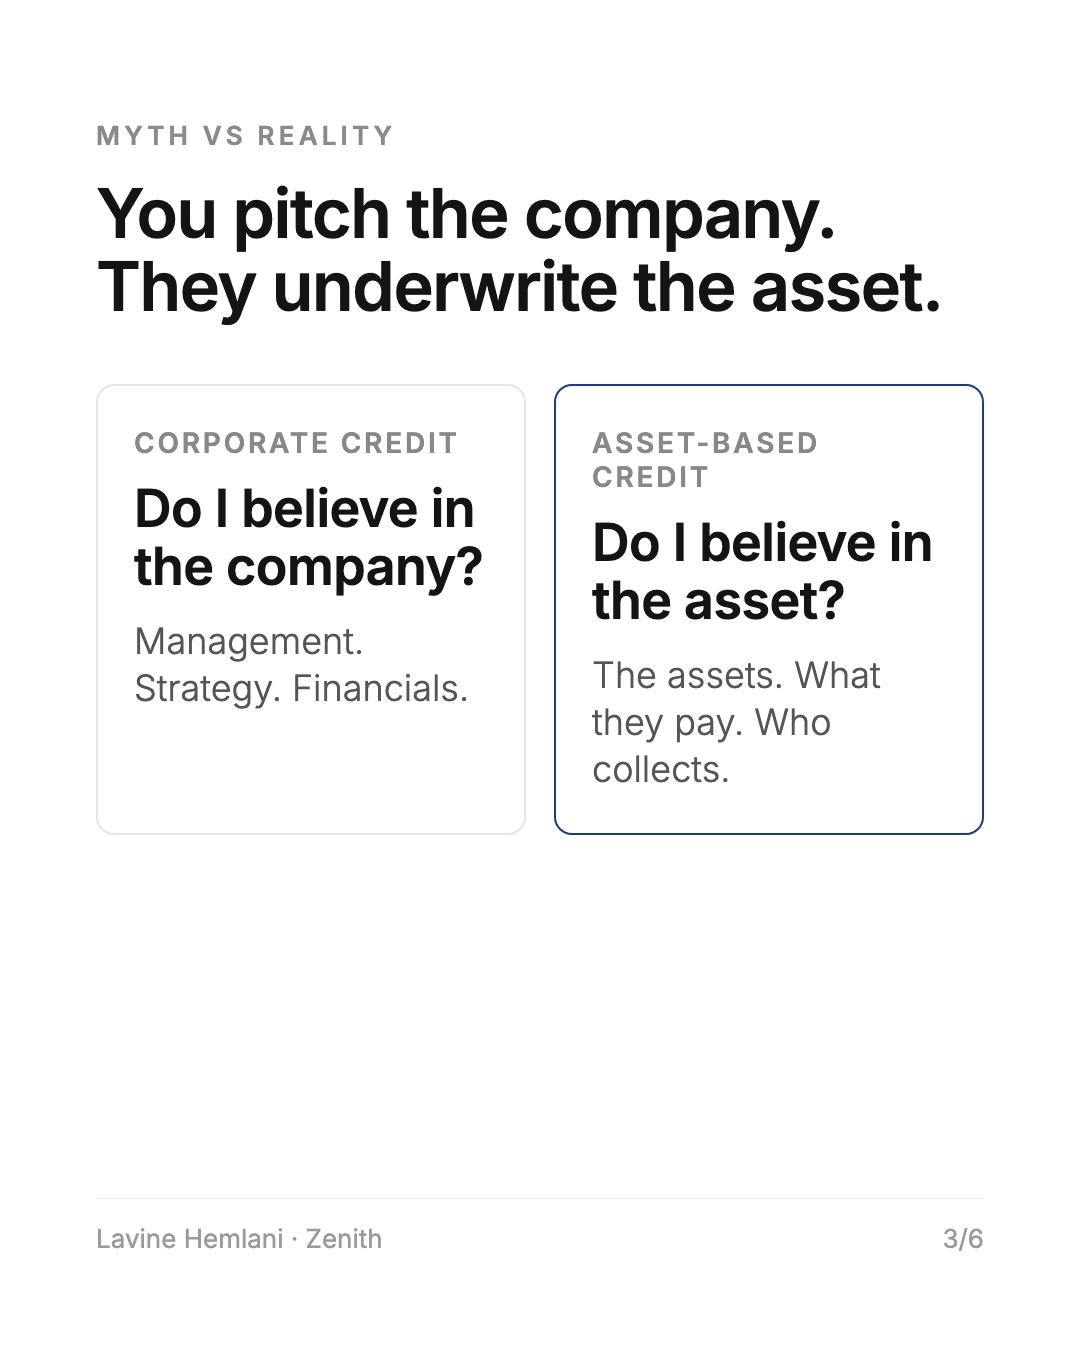 MYTH VS REALITY
You pitch the company.
They underwrite the asset.
CORPORATE CREDIT
Do I believe in
the company?
Management.
Strategy. Financials.
ASSET-BASED
CREDIT
Do I believe in
the asset?
The assets. What
they pay. Who
collects.
Lavine Hemlani · Zenith
3/6